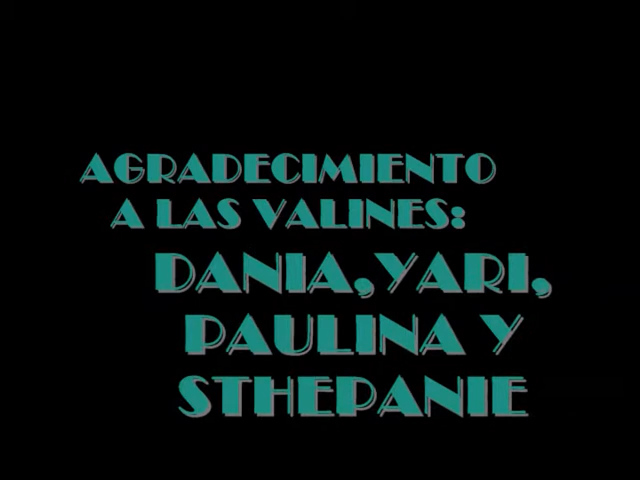 AGRADECIMIENTO
A LAS VALINES:
DANIA,YARI,
PAULINA Y
STHEPANIE